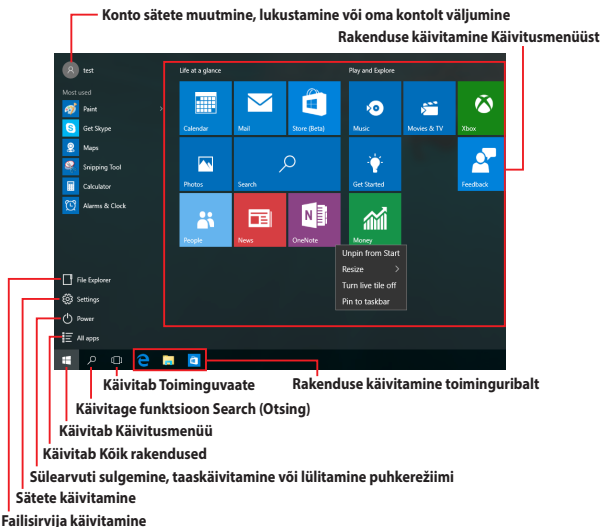 Konto sätete muutmine, lukustamine või oma kontolt väljumine
Rakenduse käivitamine Käivitusmenüüst
test
Most used
Paint
Get Skype
Maps
Snipping Tool
Calculator
Alarms & Clock
File Explorer
Settings
Power
All apps
Life at a glance
Calendar
Mail
Store (Beta)
Photos
Search
People
News
OneNote
Play and Explore
Music
Movies & TV
Xbox
Get Started
Feedback
Money
Unpin from Start
Resize
Turn live tile off
Pin to taskbar
Käivitab Toiminguvaate
Rakenduse käivitamine toiminguribalt
Käivitage funktsioon Search (Otsing)
Käivitab Käivitusmenüü
Käivitab Kõik rakendused
Sülearvuti sulgemine, taaskäivitamine või lülitamine puhkerežiimi
Sätete käivitamine
Failisirvija käivitamine